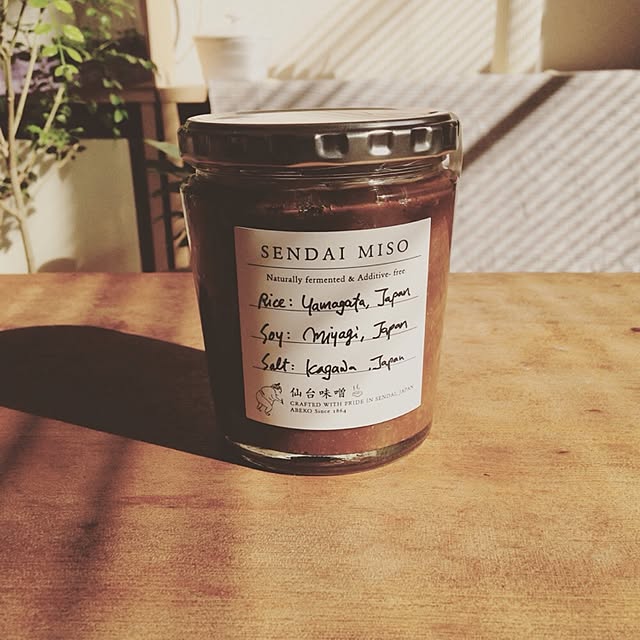 SENDAI MISO
Naturally fermented & Additive-free
Rice: Yamagata, Japan
Soy: Miyagi, Japan
Salt: Kagawa, Japan
仙台味噌
CRAFTED WITH PRIDE IN SENDAI, JAPAN
ABEKO Since 1864